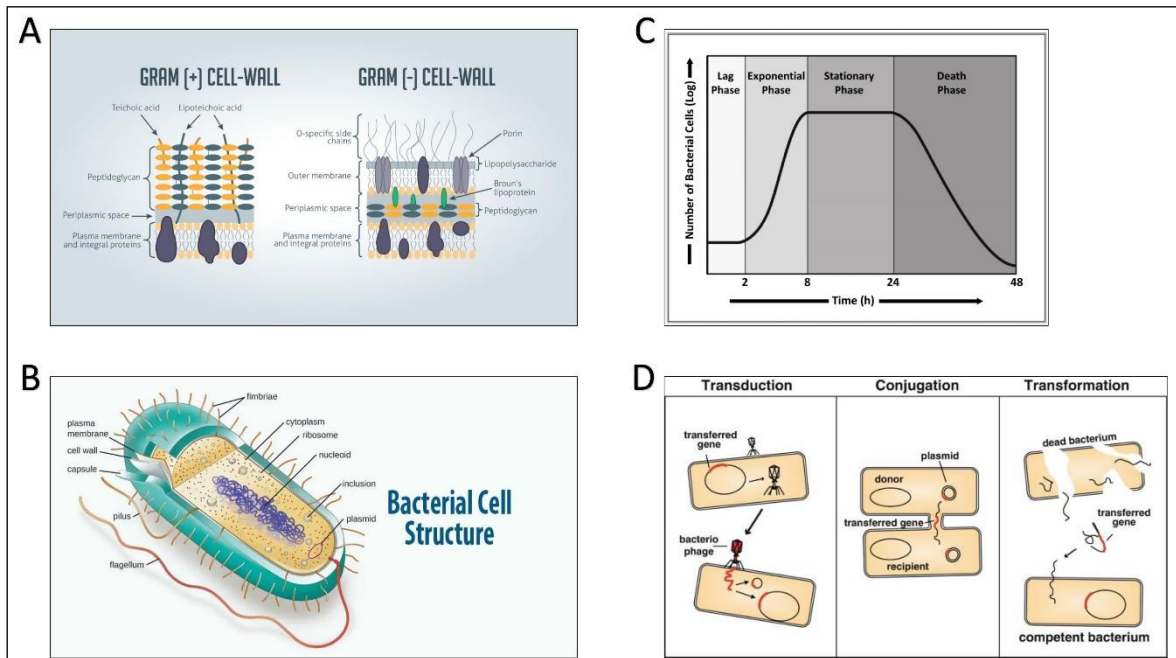 A
GRAM (+) CELL-WALL
Teichoic acid
Lipoteichoic acid
Peptidoglycan
Periplasmic space
Plasma membrane
and integral proteins
GRAM (-) CELL-WALL
O-specific side
chains
Porin
Lipopolysaccharide
Outer membrane
Braun's
lipoprotein
Periplasmic space
Peptidoglycan
Plasma membrane
and integral proteins
B
fimbriae
plasma
membrane
cytoplasm
ribosome
cell wall
nucleoid
capsule
inclusion
plasmid
pilus
flagellum
Bacterial Cell
Structure
C
Number of Bacterial Cells (Log)
Lag
Phase
Exponential
Phase
Stationary
Phase
Death
Phase
2 8 24 48
Time (h)
D
Transduction
transferred
gene
bacterio
phage
Conjugation
plasmid
donor
transferred gene
recipient
Transformation
dead bacterium
transferred
gene
competent bacterium